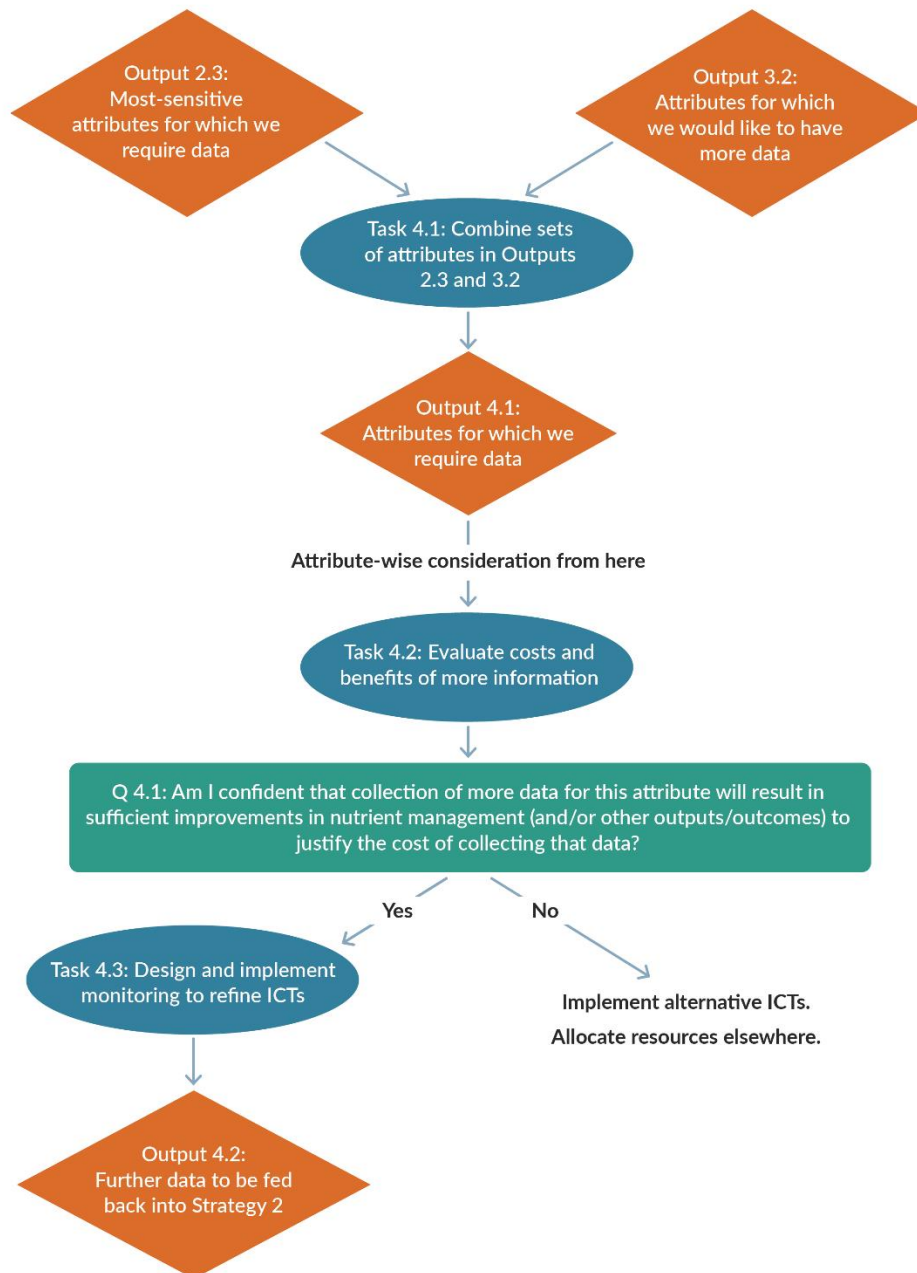 Output 2.3:
Most-sensitive
attributes for which we
require data
Output 3.2:
Attributes for which
we would like to have
more data
Task 4.1: Combine sets
of attributes in Outputs
2.3 and 3.2
Output 4.1:
Attributes for which we
require data
Attribute-wise consideration from here
Task 4.2: Evaluate costs and
benefits of more information
Q 4.1: Am I confident that collection of more data for this attribute will result in
sufficient improvements in nutrient management (and/or other outputs/outcomes) to
justify the cost of collecting that data?
Yes
No
Task 4.3: Design and implement
monitoring to refine ICTs
Implement alternative ICTs.
Allocate resources elsewhere.
Output 4.2:
Further data to be fed
back into Strategy 2